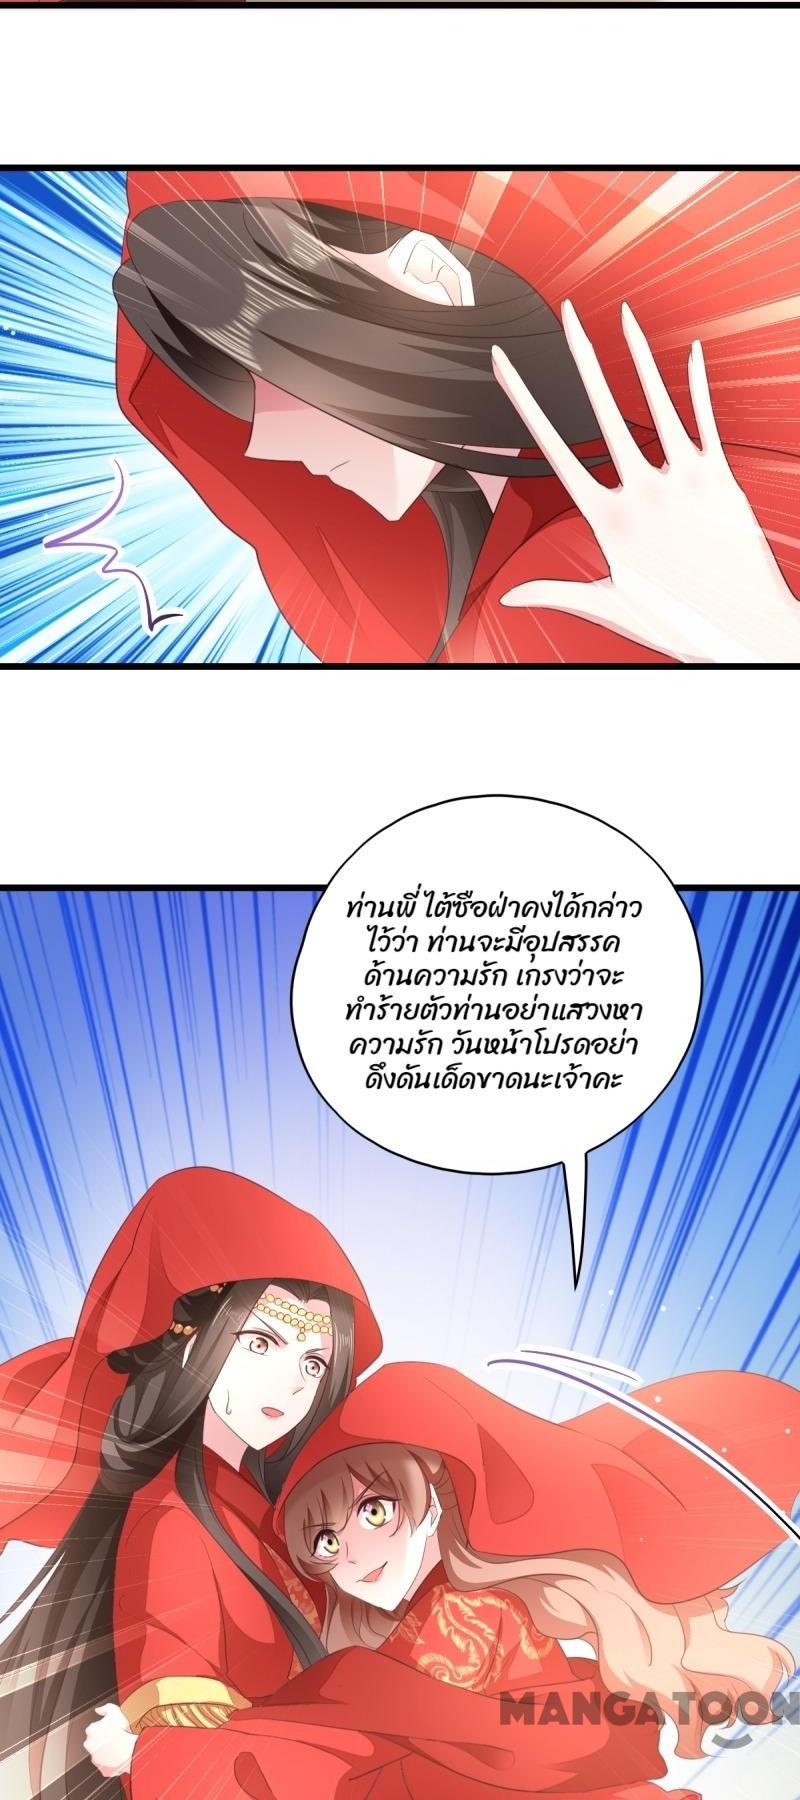 ท่านพี่ ไต้ซือฝ่าคงได้กล่าว
ไว้ว่า ท่านจะมีอุปสรรค
ด้านความรัก เกรงว่าจะ
ทำร้ายตัวท่านอย่าแสวงหา
ความรัก วันหน้าโปรดอย่า
ดึงดันเด็ดขาดนะเจ้าคะ
MANGATOON